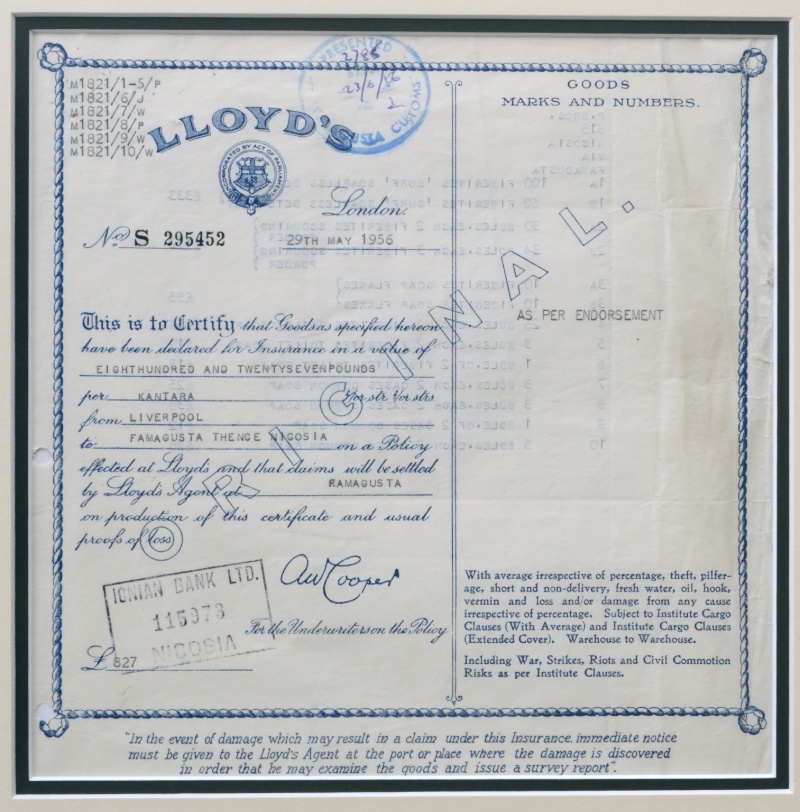 M1821/1-5/P
M1821/6/J
M1821/7/W
M1821/8/P
M1821/9/W
M1821/10/W
PRESENTED
2786
23/6/56
CUSTOMS
LLOYD'S
INCORPORATED BY ACT OF PARLIAMENT
London,
No S 295452
29TH MAY 1956
This is to Certify that Goods as specified hereon
have been declared for Insurance in a value of
EIGHTHUNDRED AND TWENTYSEVENPOUNDS
per KANTARA &/or str &/or strs
from LIVERPOOL
to FAMAGUSTA THENCE NICOSIA on a Policy
effected at Lloyd's and that claims will be settled
by Lloyd's Agent at RAMAGUSTA
on production of this certificate and usual
proofs of loss
ORIGINAL.
AW Cooper
For the Underwriters on the Policy
IONIAN BANK LTD.
115973
NICOSIA
£ 827
GOODS
MARKS AND NUMBERS.
AS PER ENDORSEMENT
With average irrespective of percentage, theft, pilfer-
age, short and non-delivery, fresh water, oil, hook,
vermin and loss and/or damage from any cause
irrespective of percentage. Subject to Institute Cargo
Clauses (With Average) and Institute Cargo Clauses
(Extended Cover). Warehouse to Warehouse.
Including War, Strikes, Riots and Civil Commotion
Risks as per Institute Clauses.
"In the event of damage which may result in a claim under this Insurance, immediate notice
must be given to the Lloyd's Agent at the port or place where the damage is discovered
in order that he may examine the goods and issue a survey report".